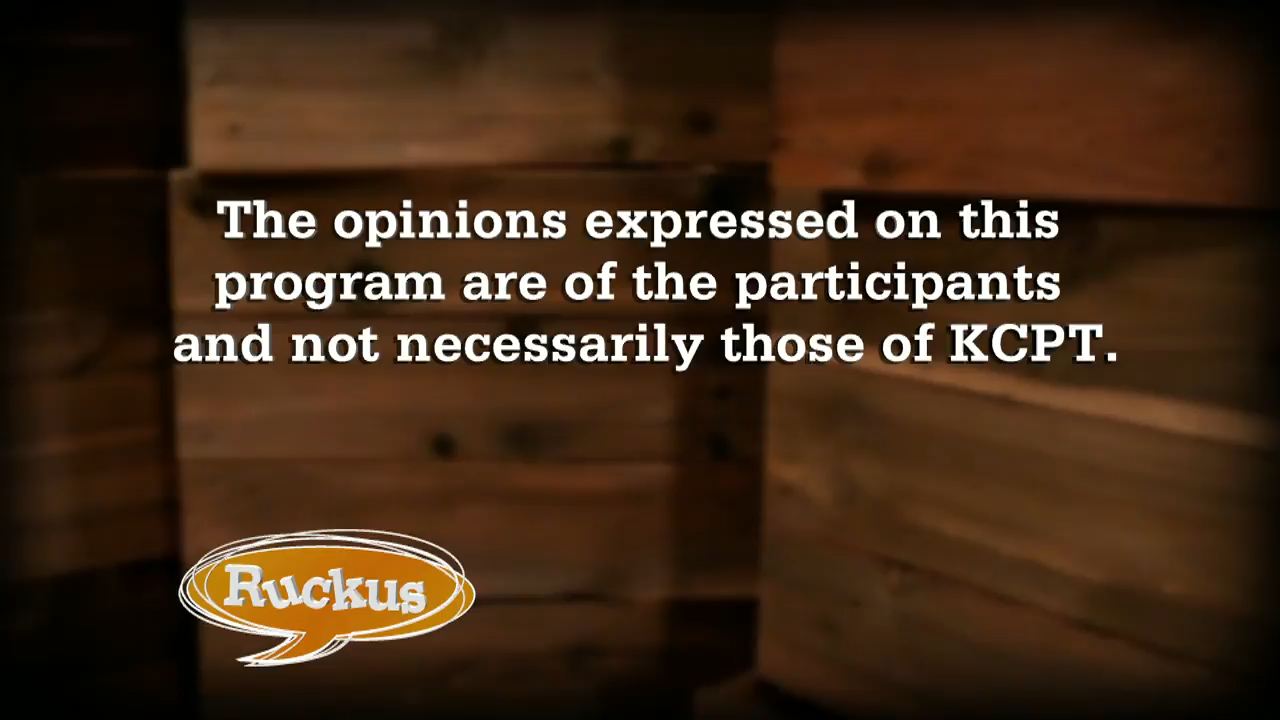 The opinions expressed on this
program are of the participants
and not necessarily those of KCPT.
Ruckus